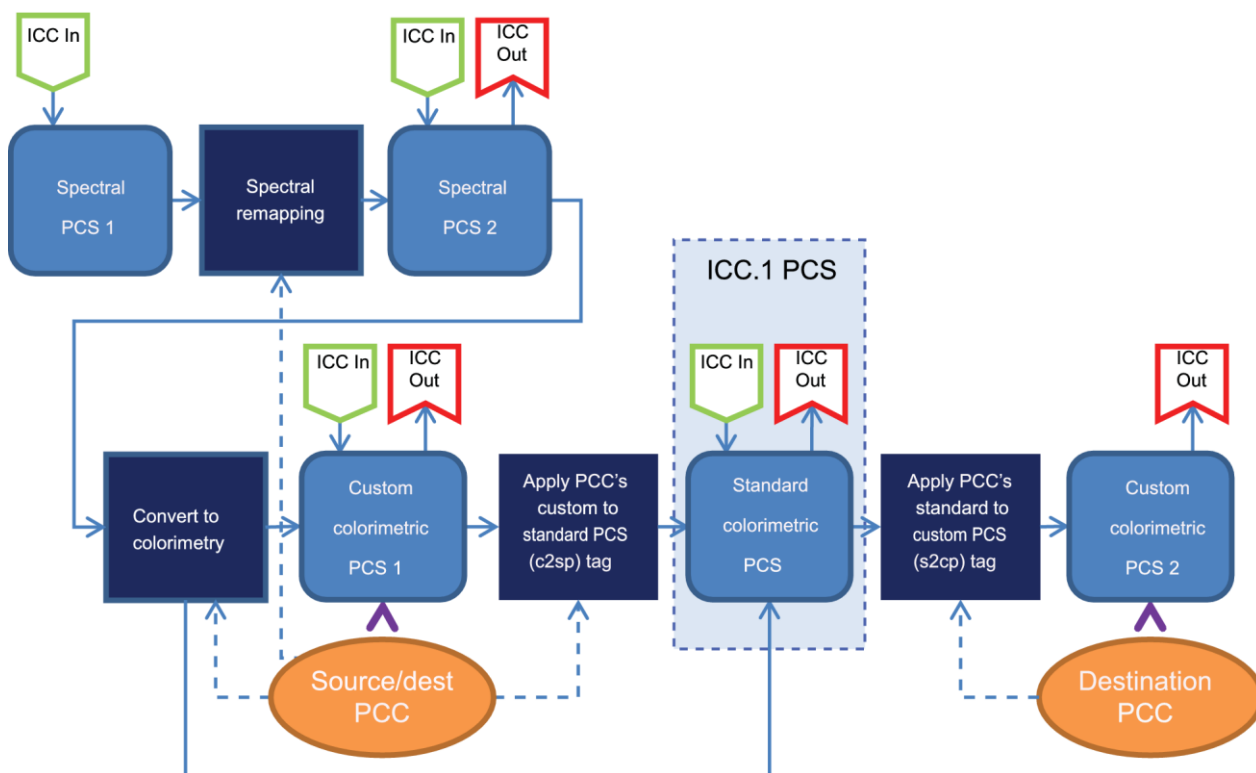 ICC In
ICC In
ICC
Out
Spectral
PCS 1
Spectral
remapping
Spectral
PCS 2
ICC.1 PCS
ICC In
ICC
Out
ICC In
ICC
Out
ICC
Out
Convert to
colorimetry
Custom
colorimetric
PCS 1
Apply PCC's
custom to
standard PCS
(c2sp) tag
Standard
colorimetric
PCS
Apply PCC's
standard to
custom PCS
(s2cp) tag
Custom
colorimetric
PCS 2
Source/dest
PCC
Destination
PCC